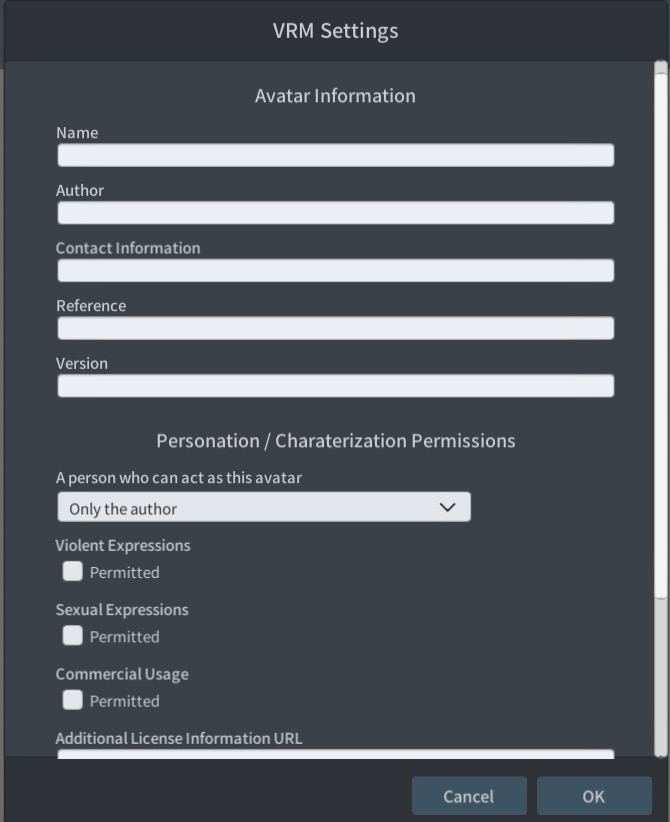 VRM Settings
Avatar Information
Name
Author
Contact Information
Reference
Version
Personation / Charaterization Permissions
A person who can act as this avatar
Only the author
Violent Expressions
Permitted
Sexual Expressions
Permitted
Commercial Usage
Permitted
Additional License Information URL
Cancel
OK